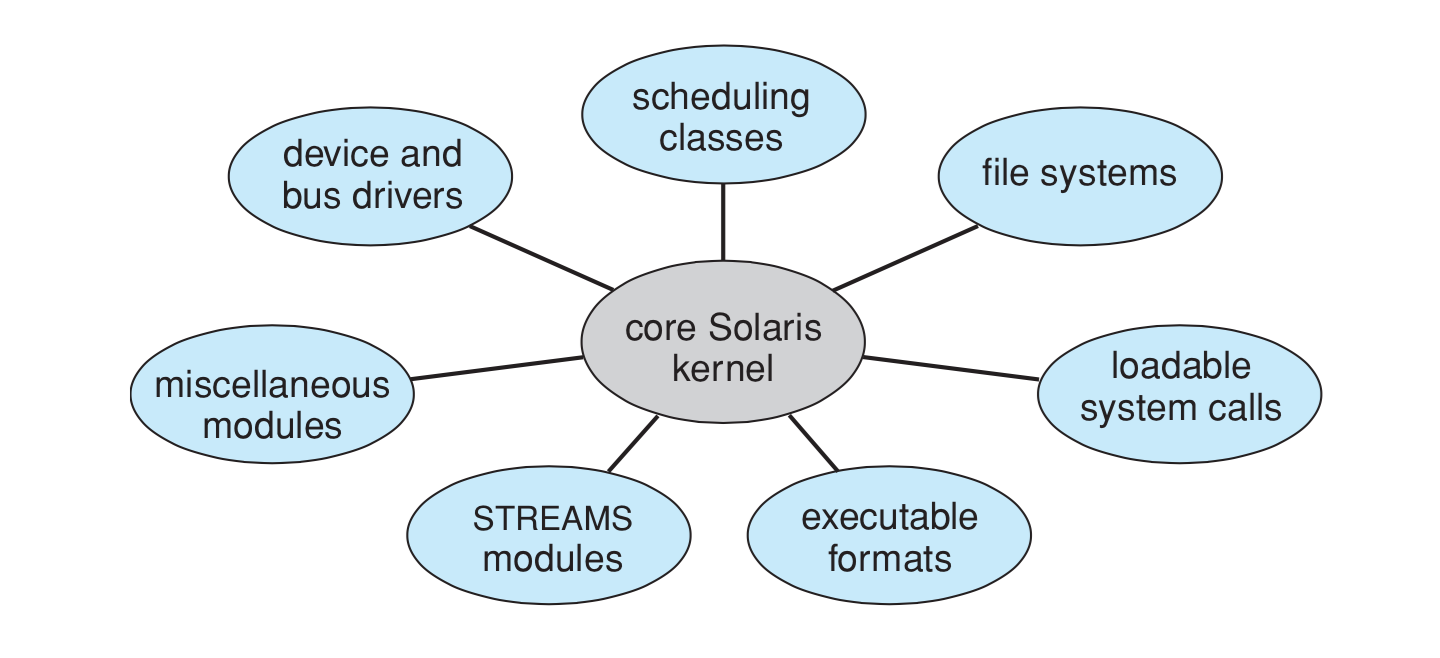 scheduling
classes
device and
bus drivers
file systems
core Solaris
kernel
miscellaneous
modules
loadable
system calls
STREAMS
modules
executable
formats